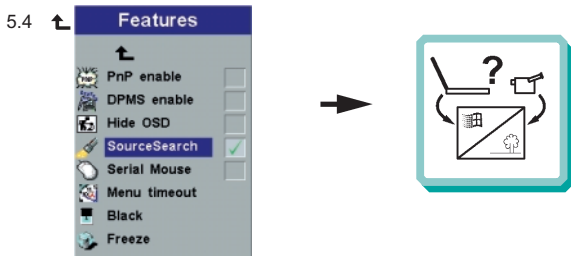 5.4
Features
PnP enable
DPMS enable
Hide OSD
SourceSearch
Serial Mouse
Menu timeout
Black
Freeze
?